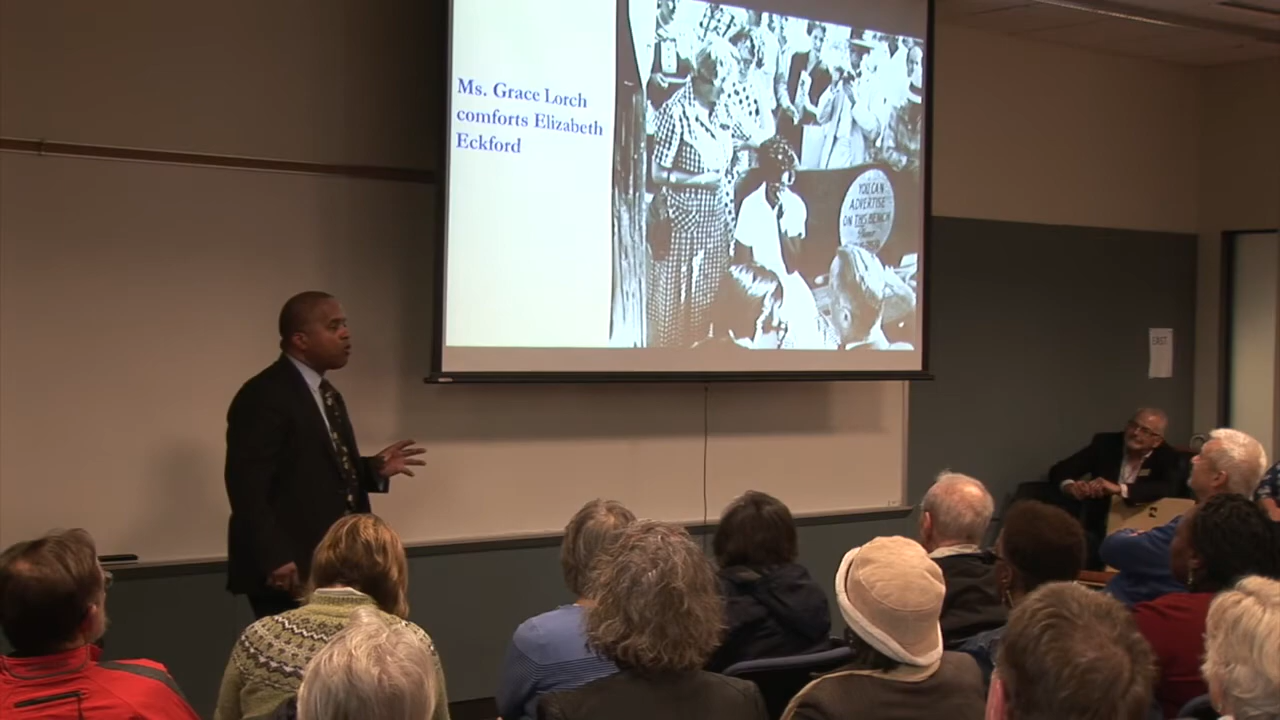 Ms. Grace Lorch
comforts Elizabeth
Eckford
YOU CAN
ADVERTISE
ON THIS BENCH
EXIT